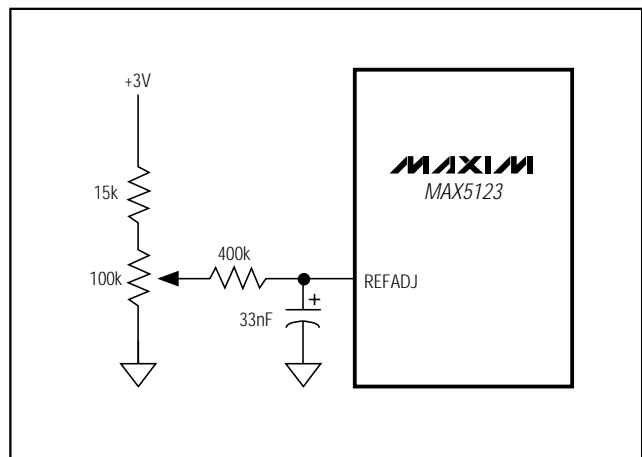 +3V
MAXIM
MAX5123
15k
400k
100k
REFADJ
+
33nF